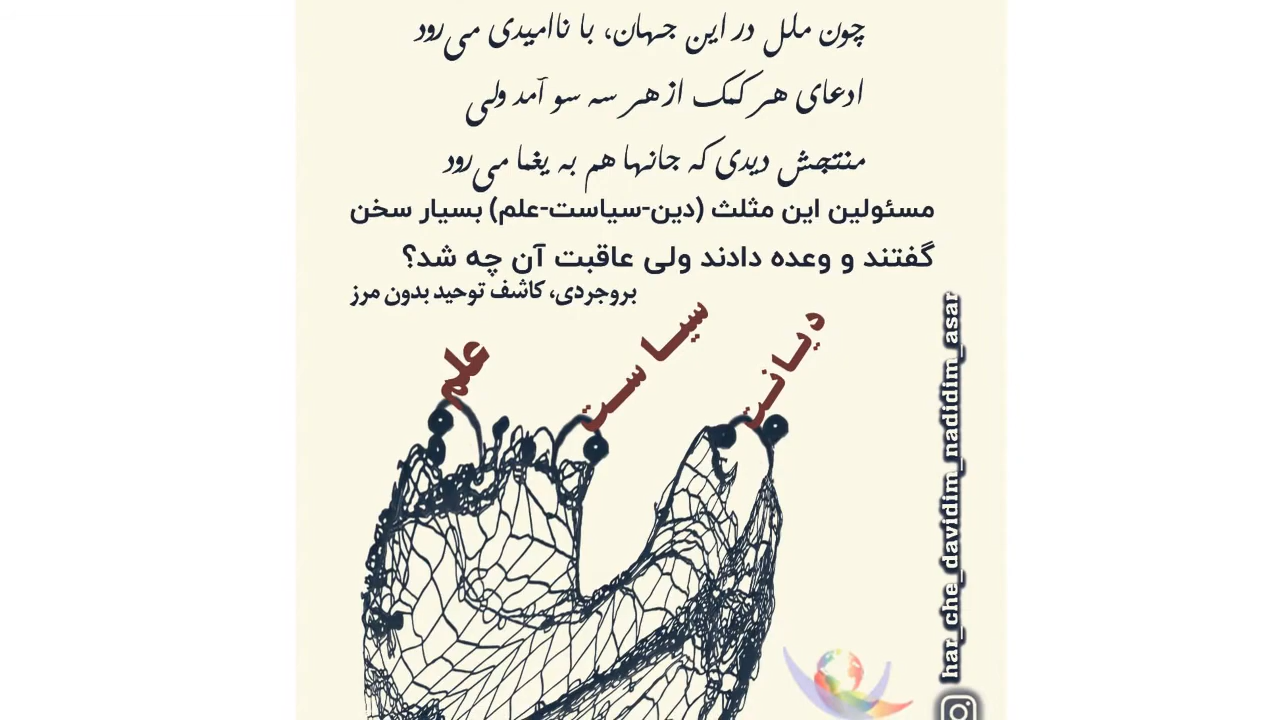 چون ملل در این جهان، با ناامیدی می‌رود
ادعای هر کمک از هر سه سو آمد ولی
منتجش دیدی که جانها هم به یغما می‌رود
مسئولین این مثلث (دین-سیاست-علم) بسیار سخن
گفتند و وعده دادند ولی عاقبت آن چه شد؟
بروجردی، کاشف توحید بدون مرز
دیانت
سیاست
علم
har_che_davidim_nadidim_asar